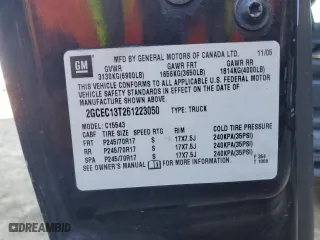 GM
MFD BY GENERAL MOTORS OF CANADA LTD. 11/05
GVWR GAWR FRT GAWR RR
3130KG(6900LB) 1656KG(3650LB) 1814KG(4000LB)
THIS VEHICLE CONFORMS TO ALL APPLICABLE U.S. FEDERAL MOTOR
VEHICLE SAFETY STANDARDS IN EFFECT ON THE DATE OF
MANUFACTURE SHOWN ABOVE.
2GCEC13T261223050 TYPE: TRUCK
MODEL: C15543
TIRE SIZE SPEED RTG RIM COLD TIRE PRESSURE
FRT P245/70R17 S 17X7.5J 240KPA(35PSI)
RR P245/70R17 S 17X7.5J 240KPA(35PSI)
SPA P245/70R17 S 17X7.5J 240KPA(35PSI)
SEE OWNER'S MANUAL FOR MORE INFORMATION.